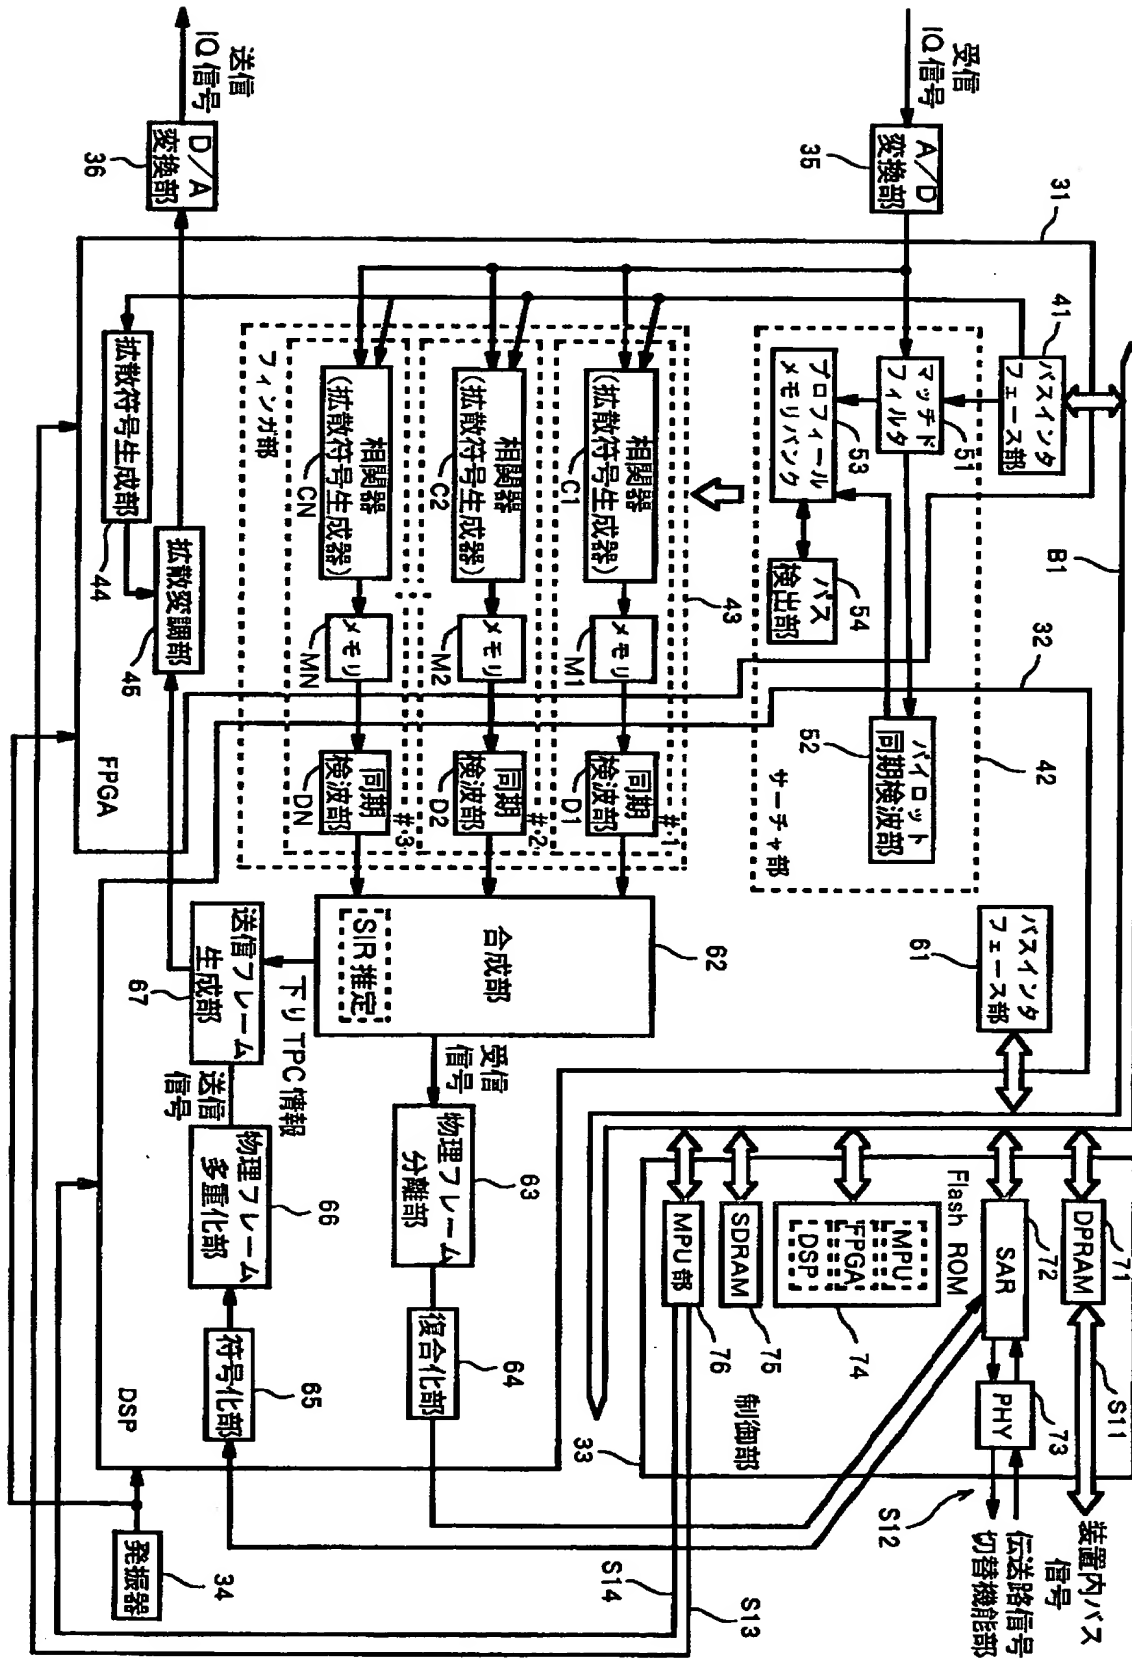 受信
IQ信号
A/D
変換部
35
31
41
バスインタ
フェース部
B1
マッチド
フィルタ
51
プロフィール
メモリバンク
53
パス
検出部
54
パイロット
同期検波部
52
サーチャ部
42
32
43
相関器
(拡散符号生成器)
C1
メモリ
M1
同期
検波部
D1
#1
相関器
(拡散符号生成器)
C2
メモリ
M2
同期
検波部
D2
#2
相関器
(拡散符号生成器)
CN
メモリ
MN
同期
検波部
DN
#3
フィンガ部
送信
IQ信号
D/A
変換部
36
拡散符号生成部
44
拡散変調部
45
FPGA
バスインタ
フェース部
61
合成部
SIR推定
62
受信
信号
物理フレーム
分離部
63
復合化部
64
下りTPC情報
送信フレーム
生成部
67
送信
信号
物理フレーム
多重化部
66
符号化部
65
DSP
発振器
34
DPRAM
71
SAR
72
PHY
73
Flash ROM
MPU
FPGA
DSP
74
SDRAM
75
MPU部
76
制御部
33
S11
装置内バス
信号
S12
伝送路信号
切替機能部
S13
S14